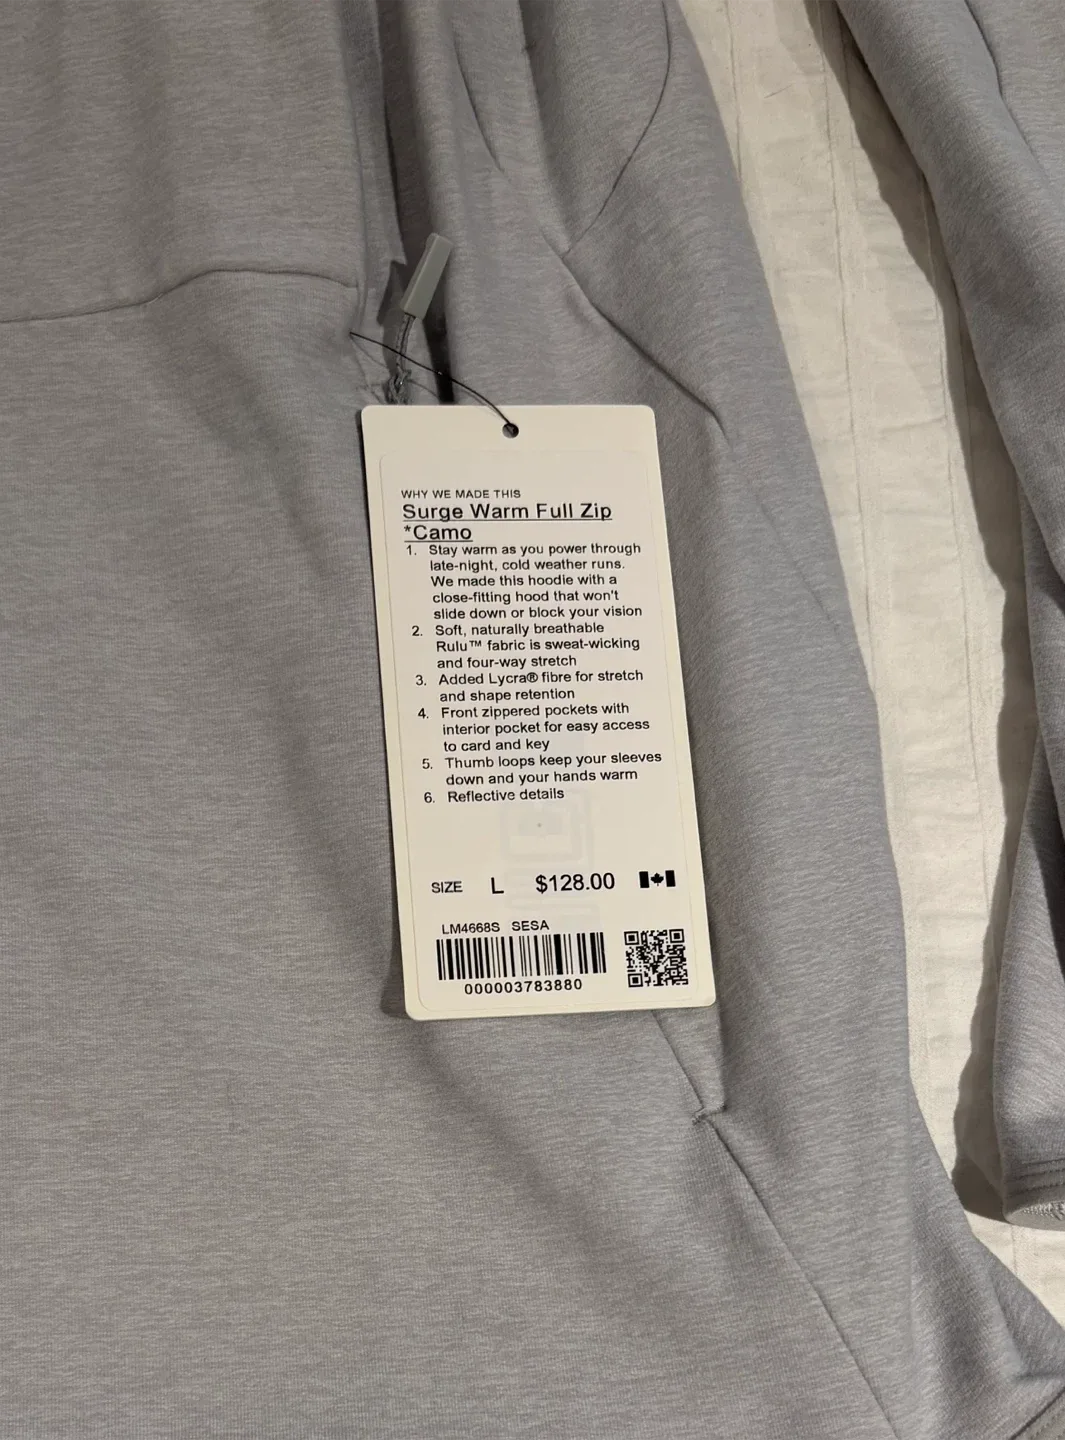 WHY WE MADE THIS
Surge Warm Full Zip
*Camo
1. Stay warm as you power through
late-night, cold weather runs.
We made this hoodie with a
close-fitting hood that won't
slide down or block your vision
2. Soft, naturally breathable
Rulu™ fabric is sweat-wicking
and four-way stretch
3. Added Lycra® fibre for stretch
and shape retention
4. Front zippered pockets with
interior pocket for easy access
to card and key
5. Thumb loops keep your sleeves
down and your hands warm
6. Reflective details
SIZE L $128.00
LM4668S SESA
000003783880